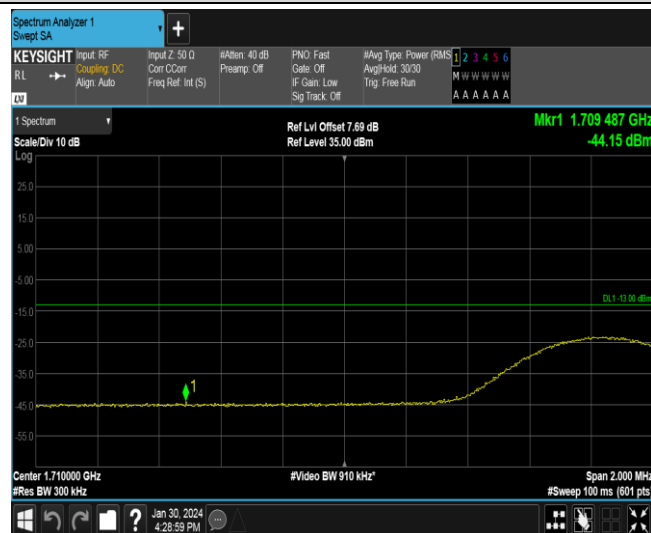 Spectrum Analyzer 1
Swept SA
+
KEYSIGHT Input: RF Input Z: 50 Ω #Atten: 40 dB PNO: Fast #Avg Type: Power (RMS 1 2 3 4 5 6
RL Coupling: DC Corr CCorr Preamp: Off Gate: Off Avg|Hold: 30/30 M W W W W W
Align: Auto Freq Ref: Int (S) IF Gain: Low Trig: Free Run
Sig Track: Off A A A A A A
1 Spectrum Ref Lvl Offset 7.69 dB Mkr1 1.709 487 GHz
Scale/Div 10 dB Ref Level 35.00 dBm -44.15 dBm
Log
25.0
15.0
5.00
-5.00
DL1 -13.00 dBm
-15.0
-25.0
-35.0
1
-45.0
-55.0
Center 1.710000 GHz #Video BW 910 kHz* Span 2.000 MHz
#Res BW 300 kHz #Sweep 100 ms (601 pts)
? Jan 30, 2024
4:28:59 PM